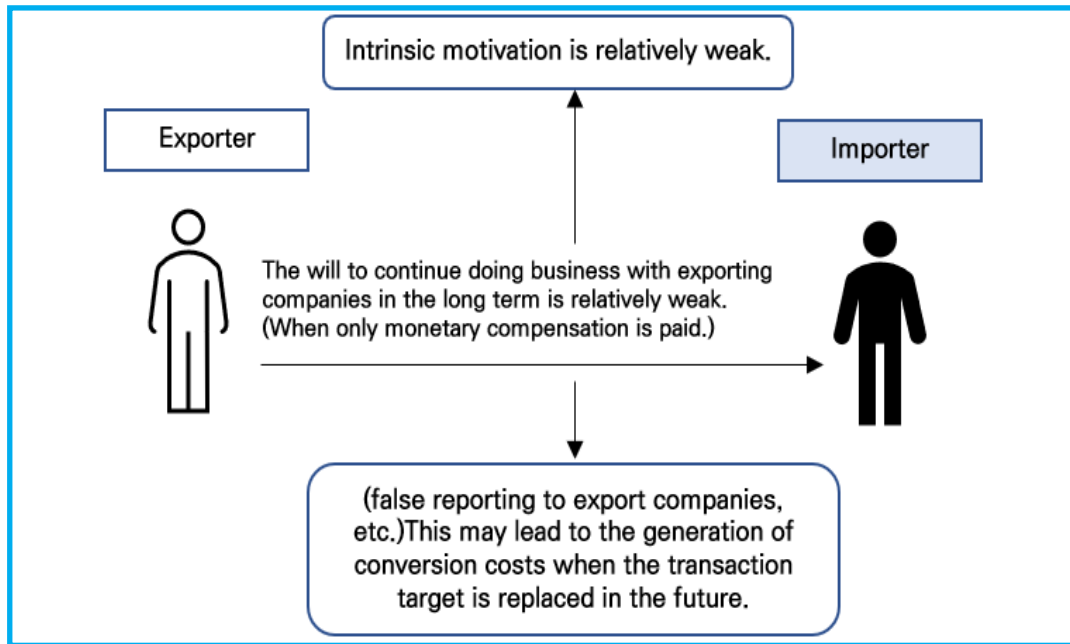 Intrinsic motivation is relatively weak.
Exporter
Importer
The will to continue doing business with exporting
companies in the long term is relatively weak.
(When only monetary compensation is paid.)
(false reporting to export companies,
etc.)This may lead to the generation of
conversion costs when the transaction
target is replaced in the future.